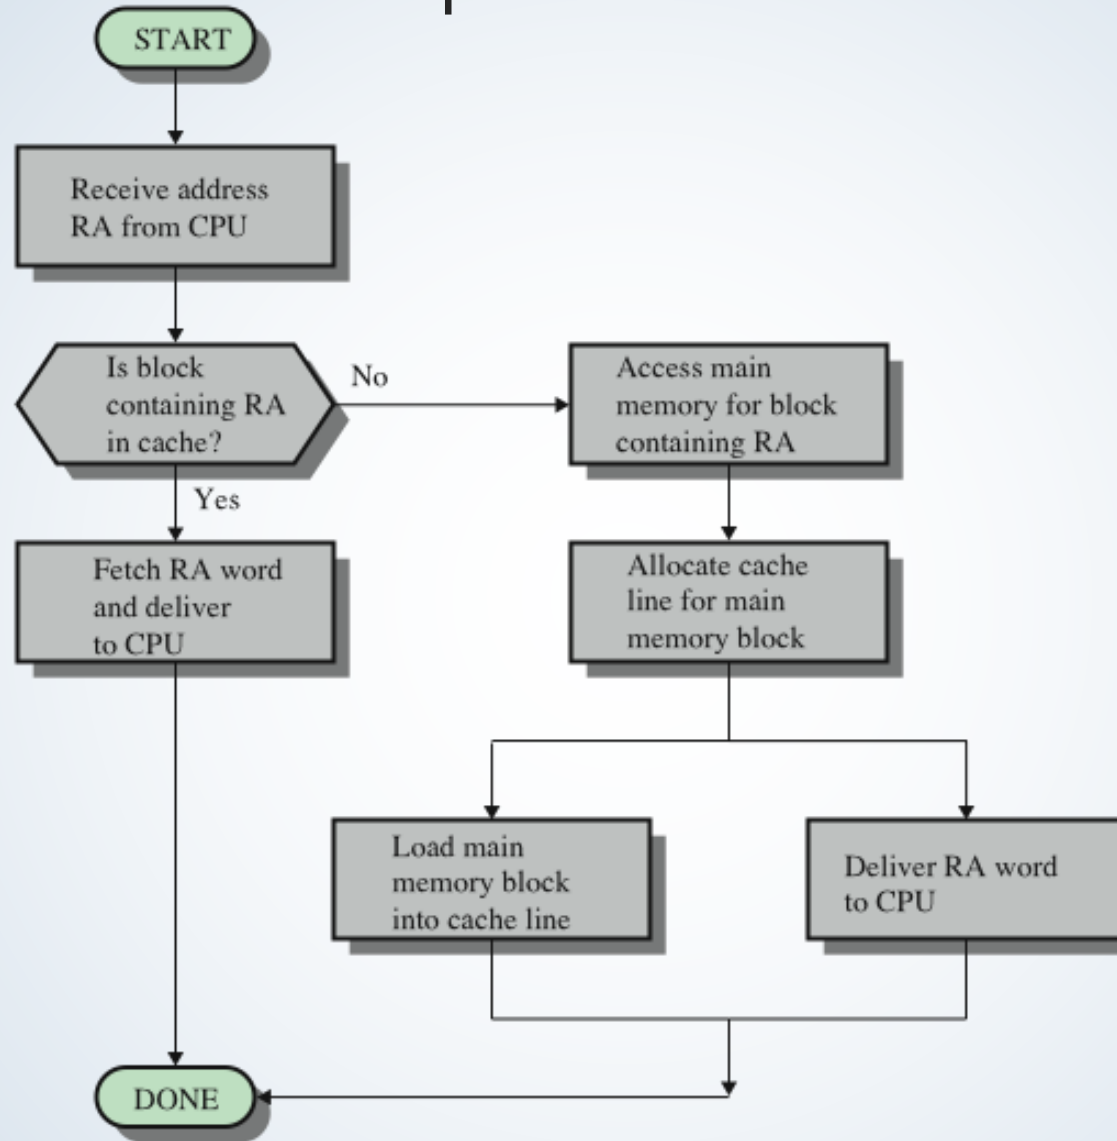 START
Receive address
RA from CPU
Is block
containing RA
in cache?
No
Yes
Access main
memory for block
containing RA
Fetch RA word
and deliver
to CPU
Allocate cache
line for main
memory block
Load main
memory block
into cache line
Deliver RA word
to CPU
DONE